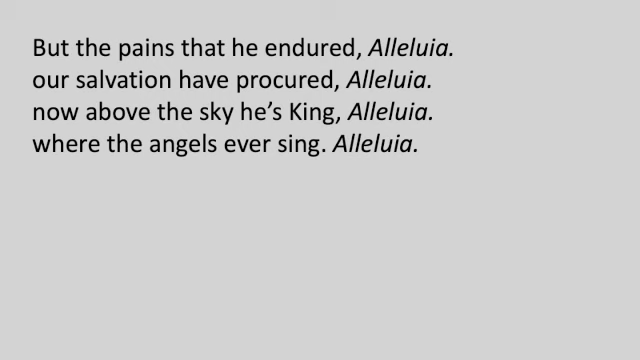 But the pains that he endured, Alleluia.
our salvation have procured, Alleluia.
now above the sky he’s King, Alleluia.
where the angels ever sing. Alleluia.